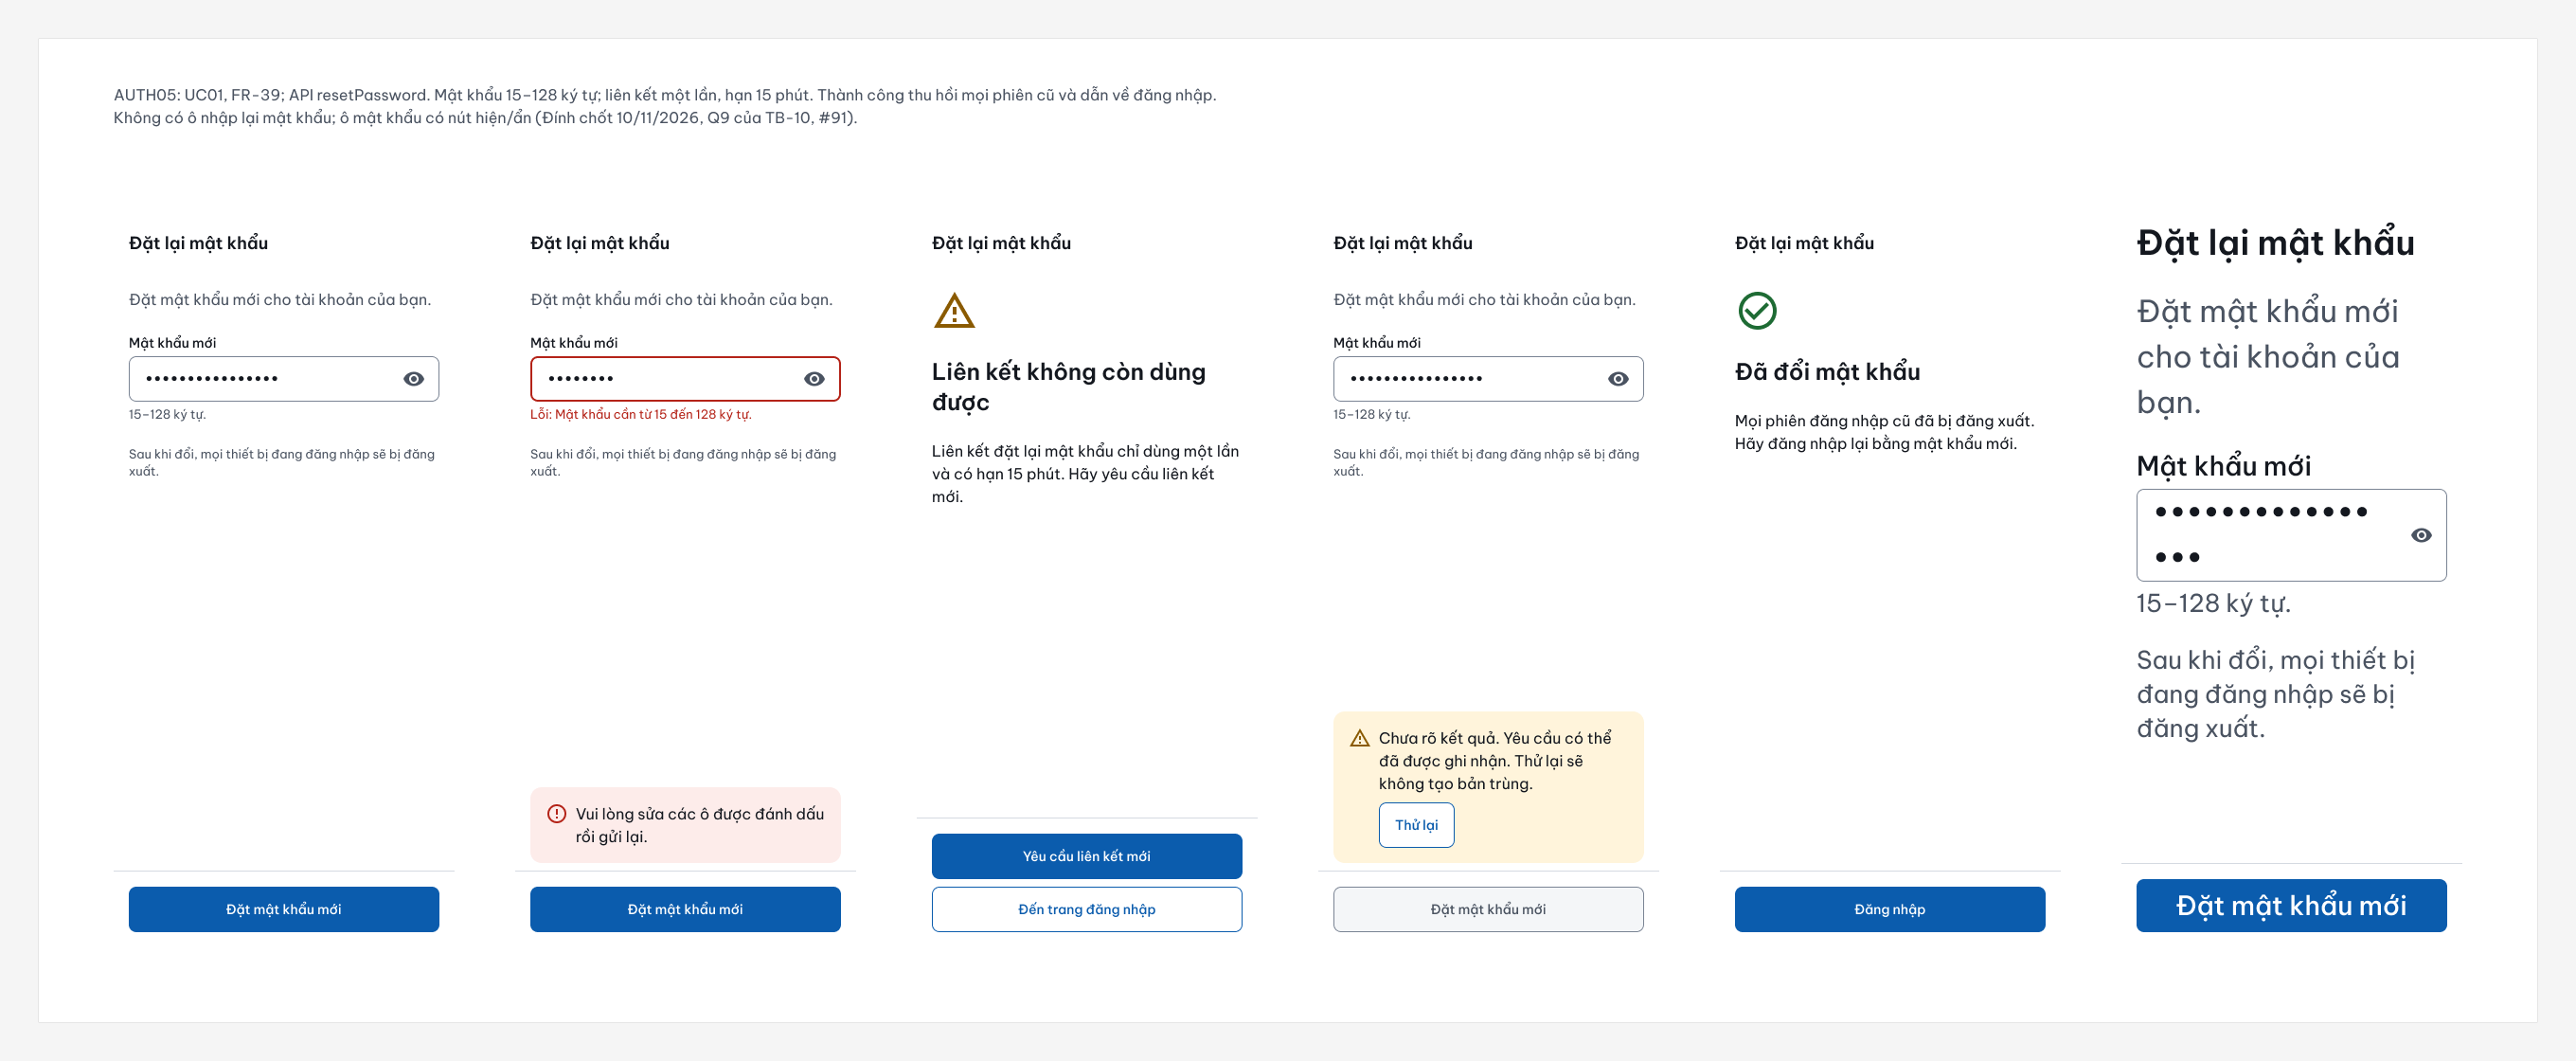 AUTH05: UC01, FR-39; API resetPassword. Mật khẩu 15–128 ký tự; liên kết một lần, hạn 15 phút. Thành công thu hồi mọi phiên cũ và dẫn về đăng nhập.
Không có ô nhập lại mật khẩu; ô mật khẩu có nút hiện/ẩn (Đính chốt 10/11/2026, Q9 của TB-10, #91).
Đặt lại mật khẩu
Đặt mật khẩu mới cho tài khoản của bạn.
Mật khẩu mới
••••••••••••••••
15–128 ký tự.
Sau khi đổi, mọi thiết bị đang đăng nhập sẽ bị đăng
xuất.
Đặt mật khẩu mới
Đặt lại mật khẩu
Đặt mật khẩu mới cho tài khoản của bạn.
Mật khẩu mới
••••••••
Lỗi: Mật khẩu cần từ 15 đến 128 ký tự.
Sau khi đổi, mọi thiết bị đang đăng nhập sẽ bị đăng
xuất.
Vui lòng sửa các ô được đánh dấu
rồi gửi lại.
Đặt mật khẩu mới
Đặt lại mật khẩu
Liên kết không còn dùng
được
Liên kết đặt lại mật khẩu chỉ dùng một lần
và có hạn 15 phút. Hãy yêu cầu liên kết
mới.
Yêu cầu liên kết mới
Đến trang đăng nhập
Đặt lại mật khẩu
Đặt mật khẩu mới cho tài khoản của bạn.
Mật khẩu mới
••••••••••••••••
15–128 ký tự.
Sau khi đổi, mọi thiết bị đang đăng nhập sẽ bị đăng
xuất.
Chưa rõ kết quả. Yêu cầu có thể
đã được ghi nhận. Thử lại sẽ
không tạo bản trùng.
Thử lại
Đặt mật khẩu mới
Đặt lại mật khẩu
Đã đổi mật khẩu
Mọi phiên đăng nhập cũ đã bị đăng xuất.
Hãy đăng nhập lại bằng mật khẩu mới.
Đăng nhập
Đặt lại mật khẩu
Đặt mật khẩu mới
cho tài khoản của
bạn.
Mật khẩu mới
•••••••••••••
•••
15–128 ký tự.
Sau khi đổi, mọi thiết bị
đang đăng nhập sẽ bị
đăng xuất.
Đặt mật khẩu mới